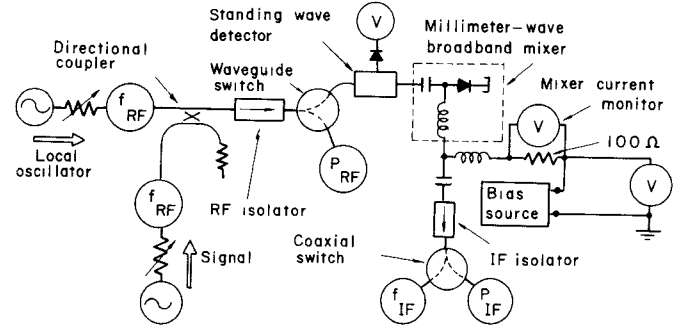 Standing wave
detector
V
Millimeter-wave
broadband mixer
Directional
coupler
Waveguide
switch
Mixer current
monitor
f RF
V
100 Ω
Local
oscillator
P RF
V
f RF
RF isolator
Bias
source
Signal
Coaxial
switch
IF isolator
f IF
P IF